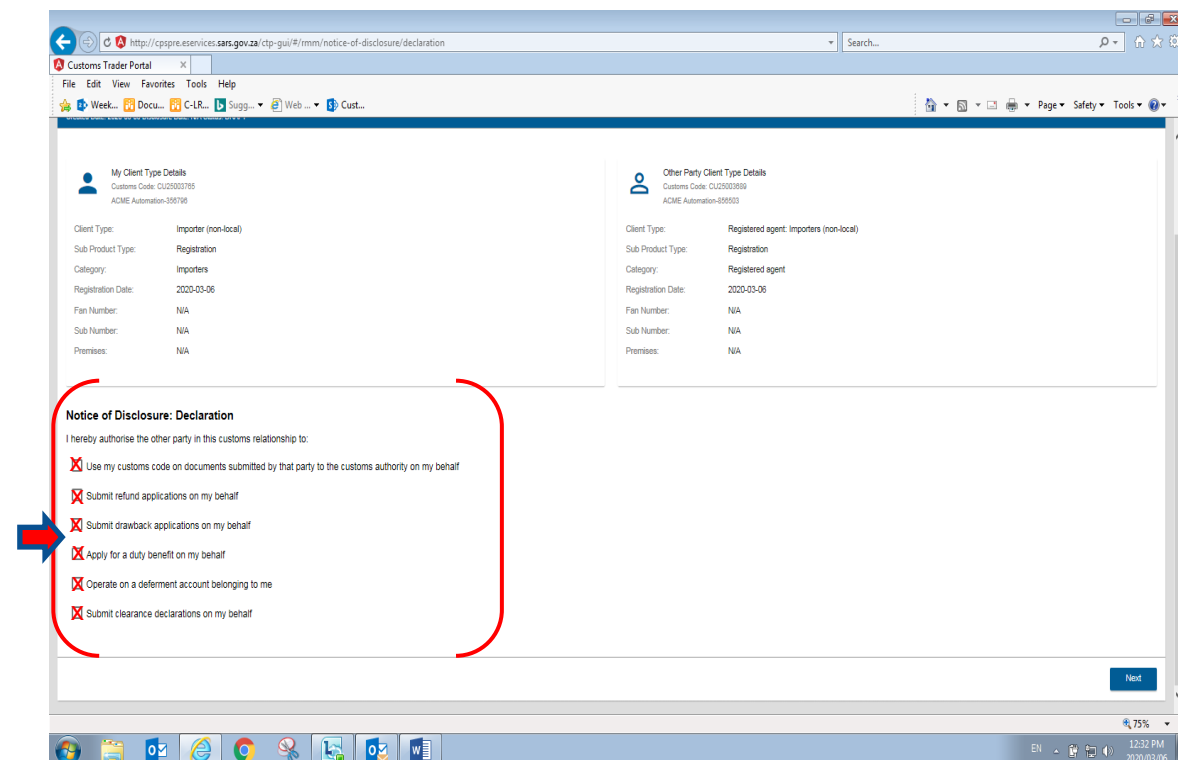 http://cpspre.eservices.sars.gov.za/ctp-gui/#/rmm/notice-of-disclosure/declaration
Search...
Customs Trader Portal
File Edit View Favorites Tools Help
Week... Docu... C-LR... Sugg... Web ... Cust...
Page Safety Tools
My Client Type Details
Customs Code: CU25003765
ACME Automation-356796
Client Type: Importer (non-local)
Sub Product Type: Registration
Category: Importers
Registration Date: 2020-03-06
Fan Number: N/A
Sub Number: N/A
Premises: N/A
Other Party Client Type Details
Customs Code: CU25003689
ACME Automation-856503
Client Type: Registered agent: Importers (non-local)
Sub Product Type: Registration
Category: Registered agent
Registration Date: 2020-03-06
Fan Number: N/A
Sub Number: N/A
Premises: N/A
Notice of Disclosure: Declaration
I hereby authorise the other party in this customs relationship to:
Use my customs code on documents submitted by that party to the customs authority on my behalf
Submit refund applications on my behalf
Submit drawback applications on my behalf
Apply for a duty benefit on my behalf
Operate on a deferment account belonging to me
Submit clearance declarations on my behalf
Next
75%
EN
12:32 PM
2020/03/06